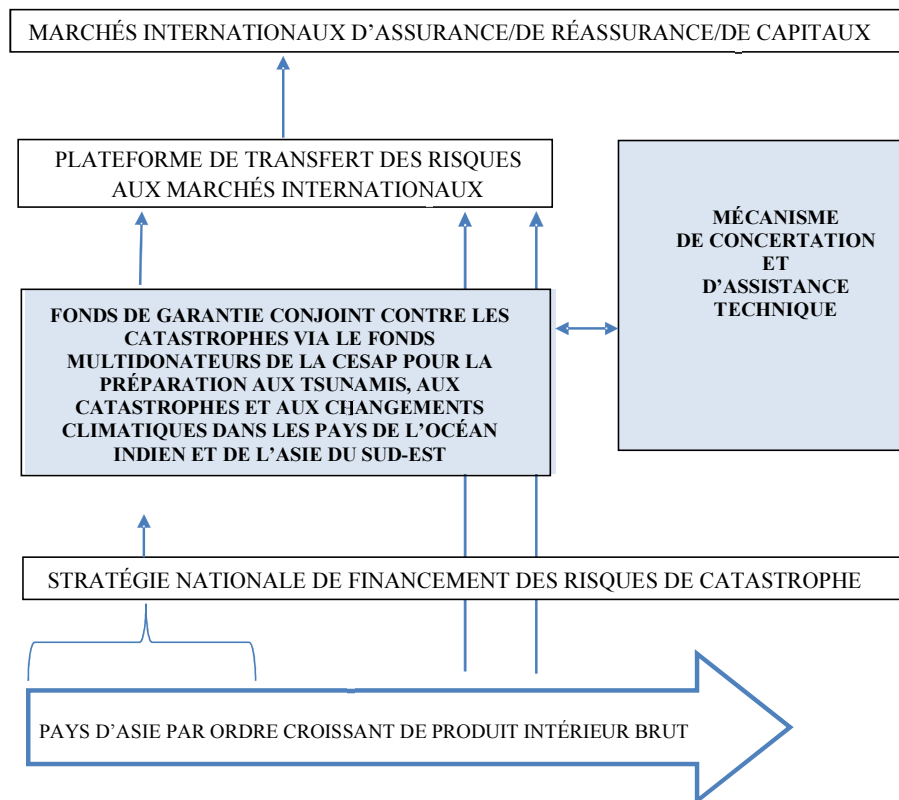 MARCHÉS INTERNATIONAUX D’ASSURANCE/DE RÉASSURANCE/DE CAPITAUX
PLATEFORME DE TRANSFERT DES RISQUES
AUX MARCHÉS INTERNATIONAUX
MÉCANISME
DE CONCERTATION
ET
D’ASSISTANCE
TECHNIQUE
FONDS DE GARANTIE CONJOINT CONTRE LES
CATASTROPHES VIA LE FONDS
MULTIDONATEURS DE LA CESAP POUR LA
PRÉPARATION AUX TSUNAMIS, AUX
CATASTROPHES ET AUX CHANGEMENTS
CLIMATIQUES DANS LES PAYS DE L’OCÉAN
INDIEN ET DE L’ASIE DU SUD-EST
STRATÉGIE NATIONALE DE FINANCEMENT DES RISQUES DE CATASTROPHE
PAYS D’ASIE PAR ORDRE CROISSANT DE PRODUIT INTÉRIEUR BRUT